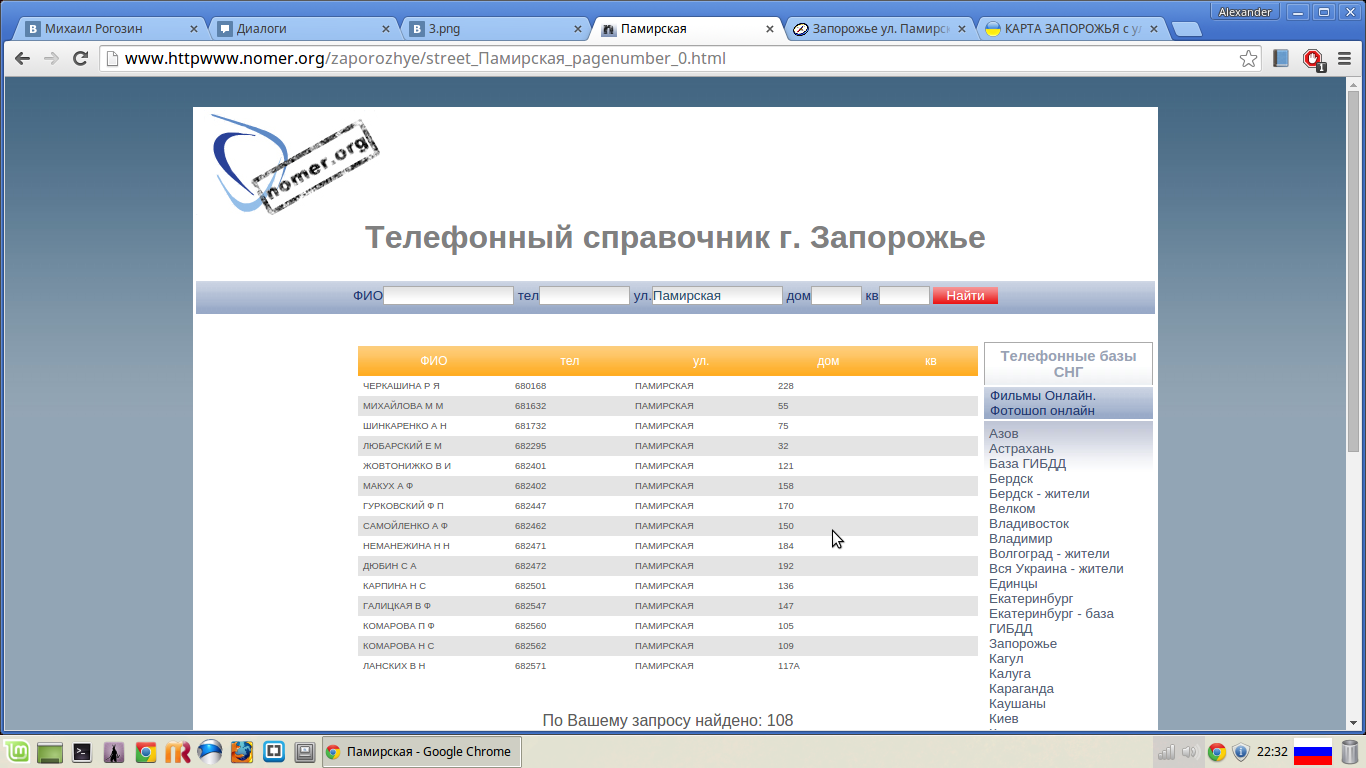 Alexander
Михаил Рогозин
Диалоги
3.png
Памирская
Запорожье ул. Памирск
КАРТА ЗАПОРОЖЬЯ с ул
www.httpwww.nomer.org/zaporozhye/street_Памирская_pagenumber_0.html
nomer.org
Телефонный справочник г. Запорожье
ФИО тел ул. Памирская дом кв Найти
ФИО тел ул. дом кв
ЧЕРКАШИНА Р Я 680168 ПАМИРСКАЯ 228
МИХАЙЛОВА М М 681632 ПАМИРСКАЯ 55
ШИНКАРЕНКО А Н 681732 ПАМИРСКАЯ 75
ЛЮБАРСКИЙ Е М 682295 ПАМИРСКАЯ 32
ЖОВТОНИЖКО В И 682401 ПАМИРСКАЯ 121
МАКУХ А Ф 682402 ПАМИРСКАЯ 158
ГУРКОВСКИЙ Ф П 682447 ПАМИРСКАЯ 170
САМОЙЛЕНКО А Ф 682462 ПАМИРСКАЯ 150
НЕМАНЕЖИНА Н Н 682471 ПАМИРСКАЯ 184
ДЮБИН С А 682472 ПАМИРСКАЯ 192
КАРПИНА Н С 682501 ПАМИРСКАЯ 136
ГАЛИЦКАЯ В Ф 682547 ПАМИРСКАЯ 147
КОМАРОВА П Ф 682560 ПАМИРСКАЯ 105
КОМАРОВА Н С 682562 ПАМИРСКАЯ 109
ЛАНСКИХ В Н 682571 ПАМИРСКАЯ 117А
По Вашему запросу найдено: 108
Телефонные базы
СНГ
Фильмы Онлайн.
Фотошоп онлайн
Азов
Астрахань
База ГИБДД
Бердск
Бердск - жители
Велком
Владивосток
Владимир
Волгоград - жители
Вся Украина - жители
Единцы
Екатеринбург
Екатеринбург - база
ГИБДД
Запорожье
Кагул
Калуга
Караганда
Каушаны
Киев
Памирская - Google Chrome
22:32